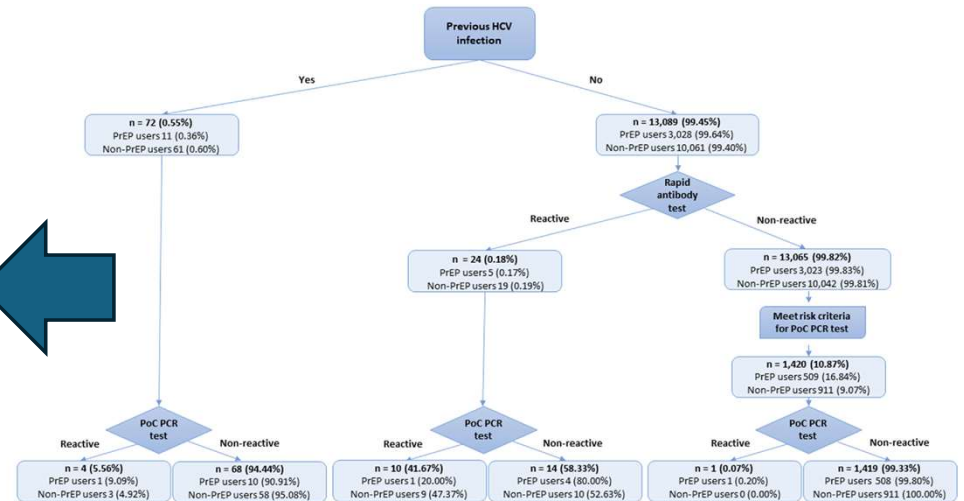 Previous HCV
infection
Yes
No
n = 72 (0.55%)
PrEP users 11 (0.36%)
Non-PrEP users 61 (0.60%)
n = 13,089 (99.45%)
PrEP users 3,028 (99.64%)
Non-PrEP users 10,061 (99.40%)
Rapid
antibody
test
Reactive
Non-reactive
n = 24 (0.18%)
PrEP users 5 (0.17%)
Non-PrEP users 19 (0.19%)
n = 13,065 (99.82%)
PrEP users 3,023 (99.83%)
Non-PrEP users 10,042 (99.81%)
Meet risk criteria
for PoC PCR test
n = 1,420 (10.87%)
PrEP users 509 (16.84%)
Non-PrEP users 911 (9.07%)
PoC PCR
test
Reactive
Non-reactive
n = 4 (5.56%)
PrEP users 1 (9.09%)
Non-PrEP users 3 (4.92%)
n = 68 (94.44%)
PrEP users 10 (90.91%)
Non-PrEP users 58 (95.08%)
PoC PCR
test
Reactive
Non-reactive
n = 10 (41.67%)
PrEP users 1 (20.00%)
Non-PrEP users 9 (47.37%)
n = 14 (58.33%)
PrEP users 4 (80.00%)
Non-PrEP users 10 (52.63%)
PoC PCR
test
Reactive
Non-reactive
n = 1 (0.07%)
PrEP users 1 (0.20%)
Non-PrEP users 0 (0.00%)
n = 1,419 (99.33%)
PrEP users 508 (99.80%)
Non-PrEP users 911 (100.00%)